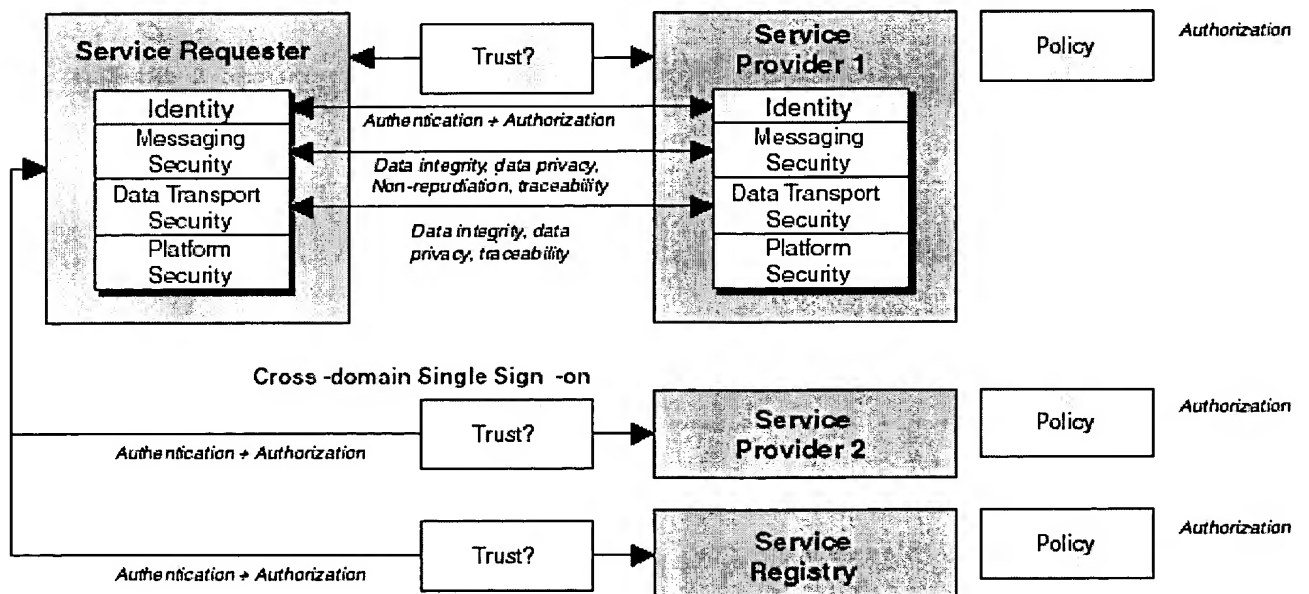 Service Requester
Trust?
Service
Provider 1
Policy
Authorization
Identity
Messaging
Security
Data Transport
Security
Platform
Security
Authentication + Authorization
Data integrity, data privacy,
Non-repudiation, traceability
Data integrity, data
privacy, traceability
Identity
Messaging
Security
Data Transport
Security
Platform
Security
Cross -domain Single Sign -on
Authentication + Authorization
Trust?
Service
Provider 2
Policy
Authorization
Authentication + Authorization
Trust?
Service
Registry
Policy
Authorization